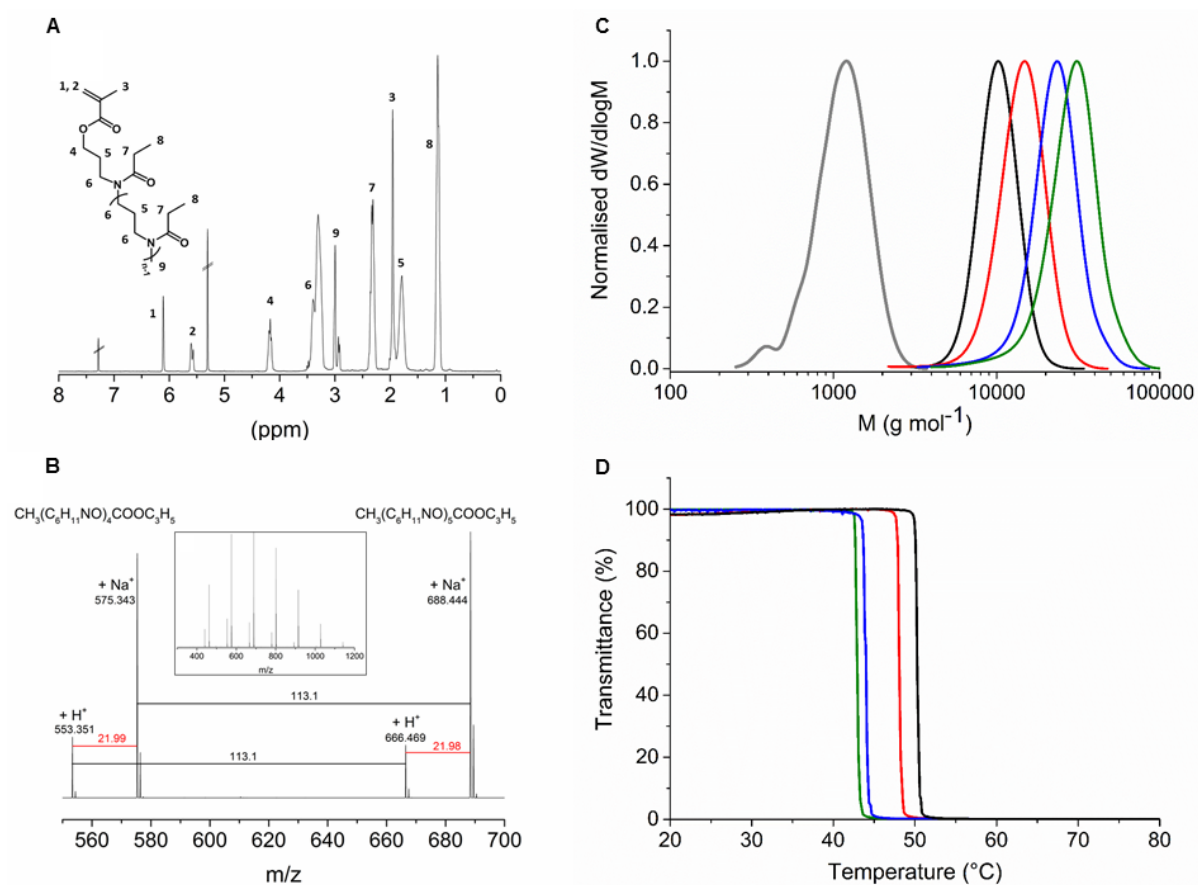 A
1, 2
3
O
O
4
5
7
8
6
N
O
6
5
7
8
6
N
O
9
1
2
4
6
9
7
3
5
8
8 7 6 5 4 3 2 1 0
(ppm)
B
CH₃(C₆H₁₁NO)₄COOC₃H₅
CH₃(C₆H₁₁NO)₅COOC₃H₅
+ Na⁺
575.343
+ Na⁺
688.444
400 600 800 1000 1200
m/z
113.1
+ H⁺
553.351
21.99
+ H⁺
666.469
21.98
113.1
560 580 600 620 640 660 680 700
m/z
C
Normalised dW/dlogM
1.0
0.8
0.6
0.4
0.2
0.0
100 1000 10000 100000
M (g mol⁻¹)
D
Transmittance (%)
100
80
60
40
20
0
20 30 40 50 60 70 80
Temperature (°C)